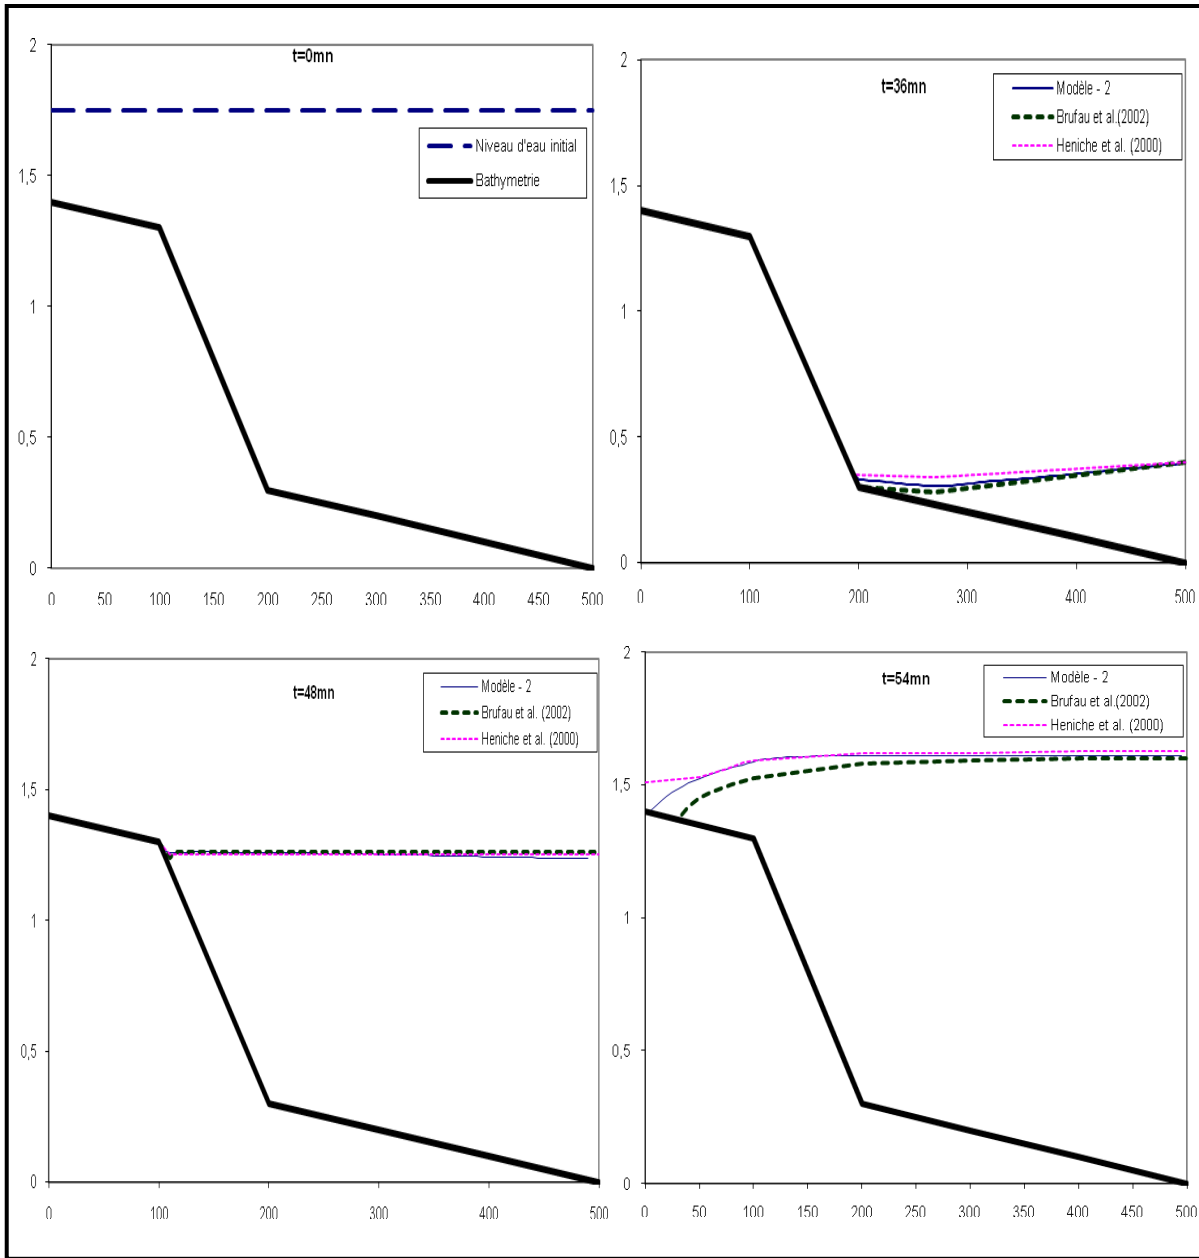 t=0mn
2
1,5
1
0,5
0
Niveau d'eau initial
Bathymetrie
0 50 100 150 200 250 300 350 400 450 500
t=36mn
2
1,5
1
0,5
0
Modèle - 2
Brufau et al.(2002)
Heniche et al. (2000)
0 100 200 300 400 500
t=48mn
2
1,5
1
0,5
0
Modèle - 2
Brufau et al. (2002)
Heniche et al. (2000)
0 100 200 300 400 500
t=54mn
2
1,5
1
0,5
0
Modèle - 2
Brufau et al.(2002)
Heniche et al. (2000)
0 50 100 150 200 250 300 350 400 450 500